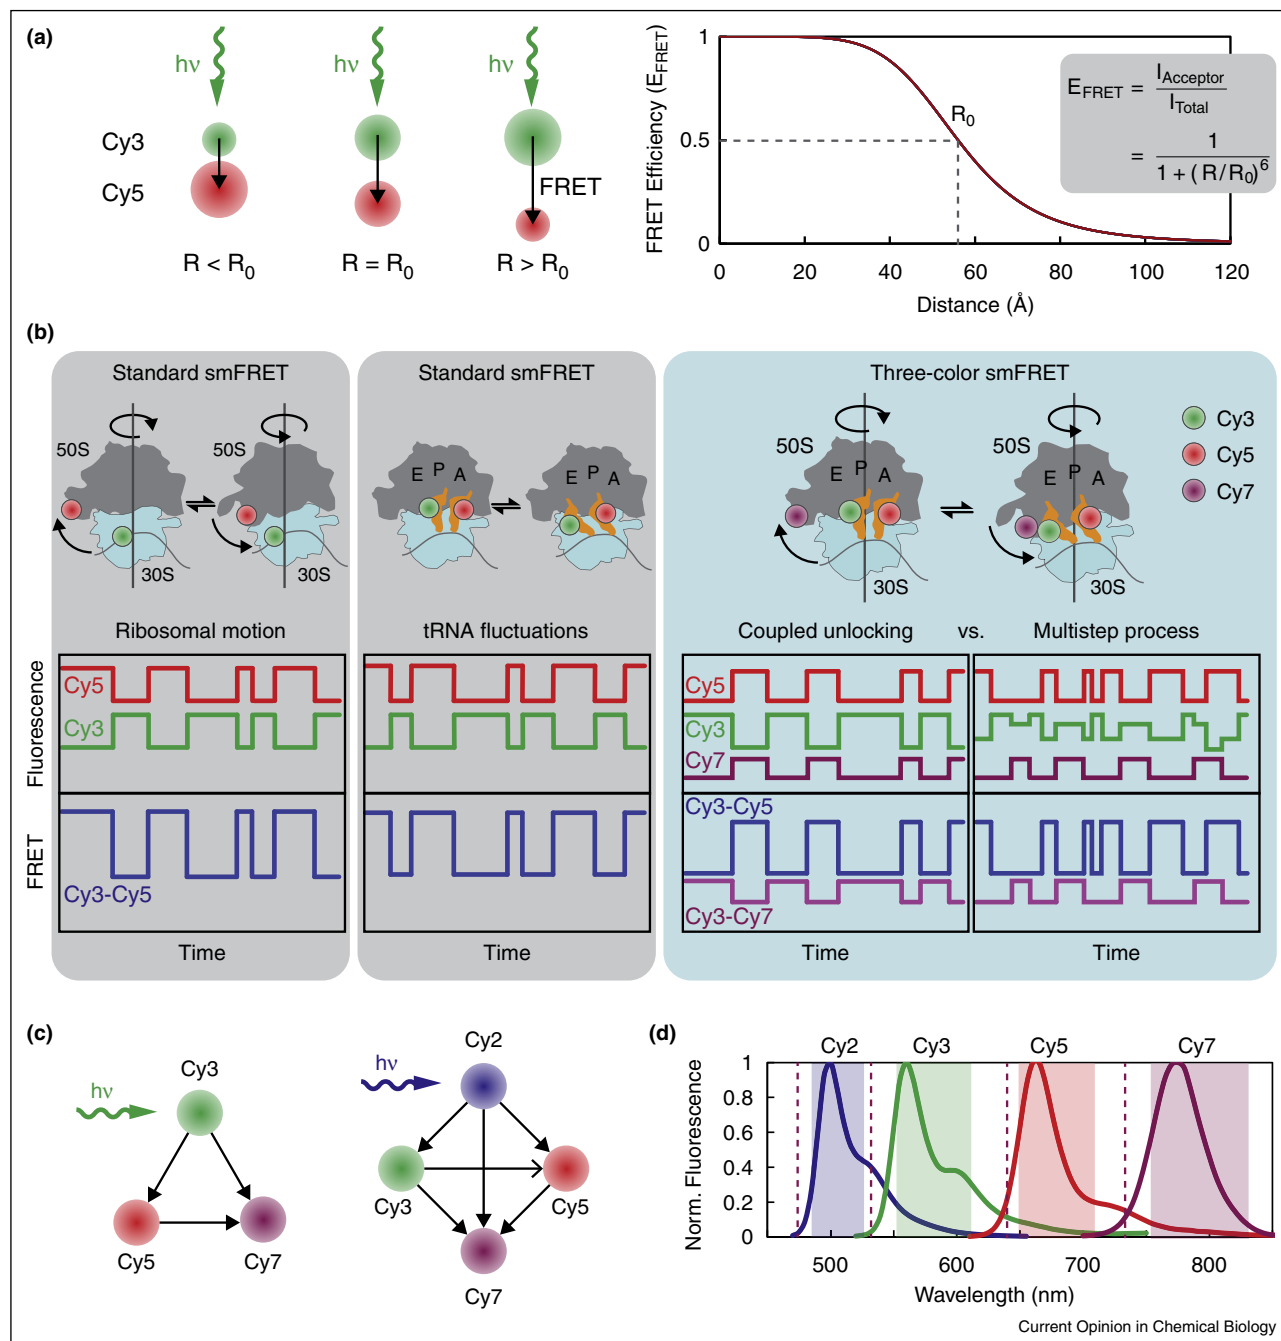 (a)
hν
hν
hν
Cy3
Cy5
FRET
R < R0
R = R0
R > R0
FRET Efficiency (EFRET)
1
0.5
0
R0
EFRET = IAcceptor / ITotal
= 1 / 1 + (R/R0)^6
0 20 40 60 80 100 120
Distance (Å)
(b)
Standard smFRET
50S
50S
30S
30S
Ribosomal motion
Standard smFRET
E P A
E P A
tRNA fluctuations
Three-color smFRET
50S
E P A
30S
50S
E P A
30S
Cy3
Cy5
Cy7
Coupled unlocking vs. Multistep process
Fluorescence
Cy5
Cy3
Cy5
Cy3
Cy7
FRET
Cy3-Cy5
Cy3-Cy5
Cy3-Cy7
Time
Time
Time
Time
(c)
hν
Cy3
Cy5
Cy7
hν
Cy2
Cy3
Cy5
Cy7
(d)
Cy2 Cy3 Cy5 Cy7
Norm. Fluorescence
1
0.8
0.6
0.4
0.2
0
500 600 700 800
Wavelength (nm)
Current Opinion in Chemical Biology